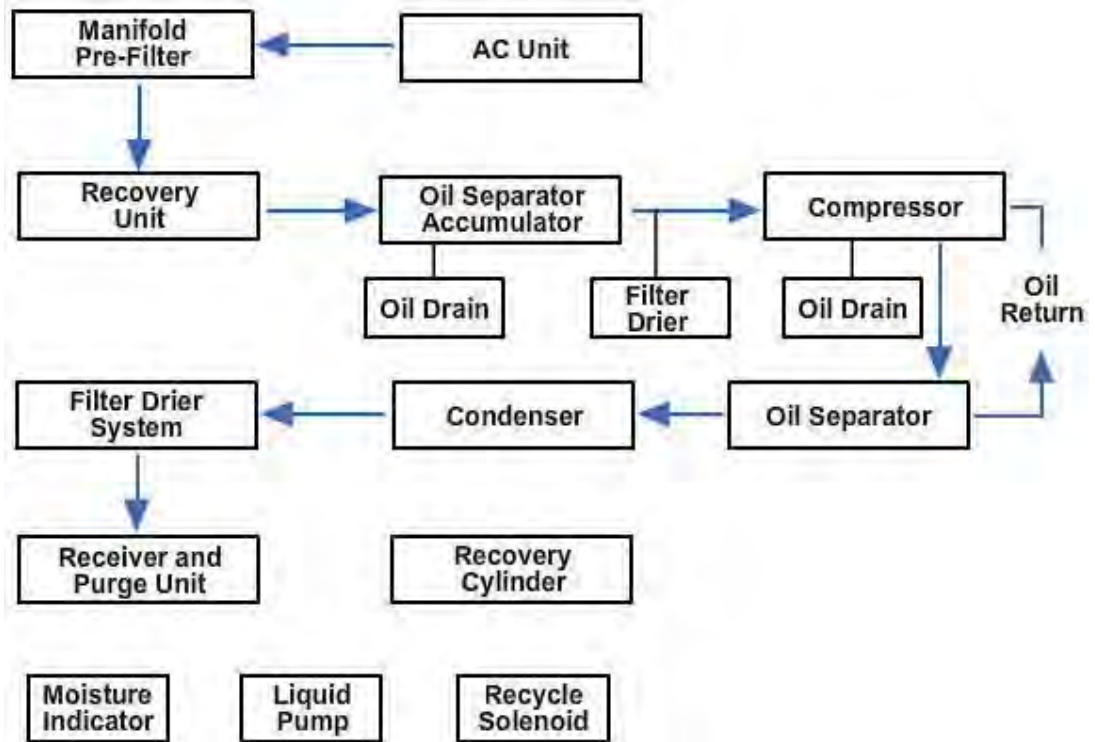 Manifold
Pre-Filter
AC Unit
Recovery
Unit
Oil Separator
Accumulator
Compressor
Oil Drain
Filter
Drier
Oil Drain
Oil
Return
Filter Drier
System
Condenser
Oil Separator
Receiver and
Purge Unit
Recovery
Cylinder
Moisture
Indicator
Liquid
Pump
Recycle
Solenoid